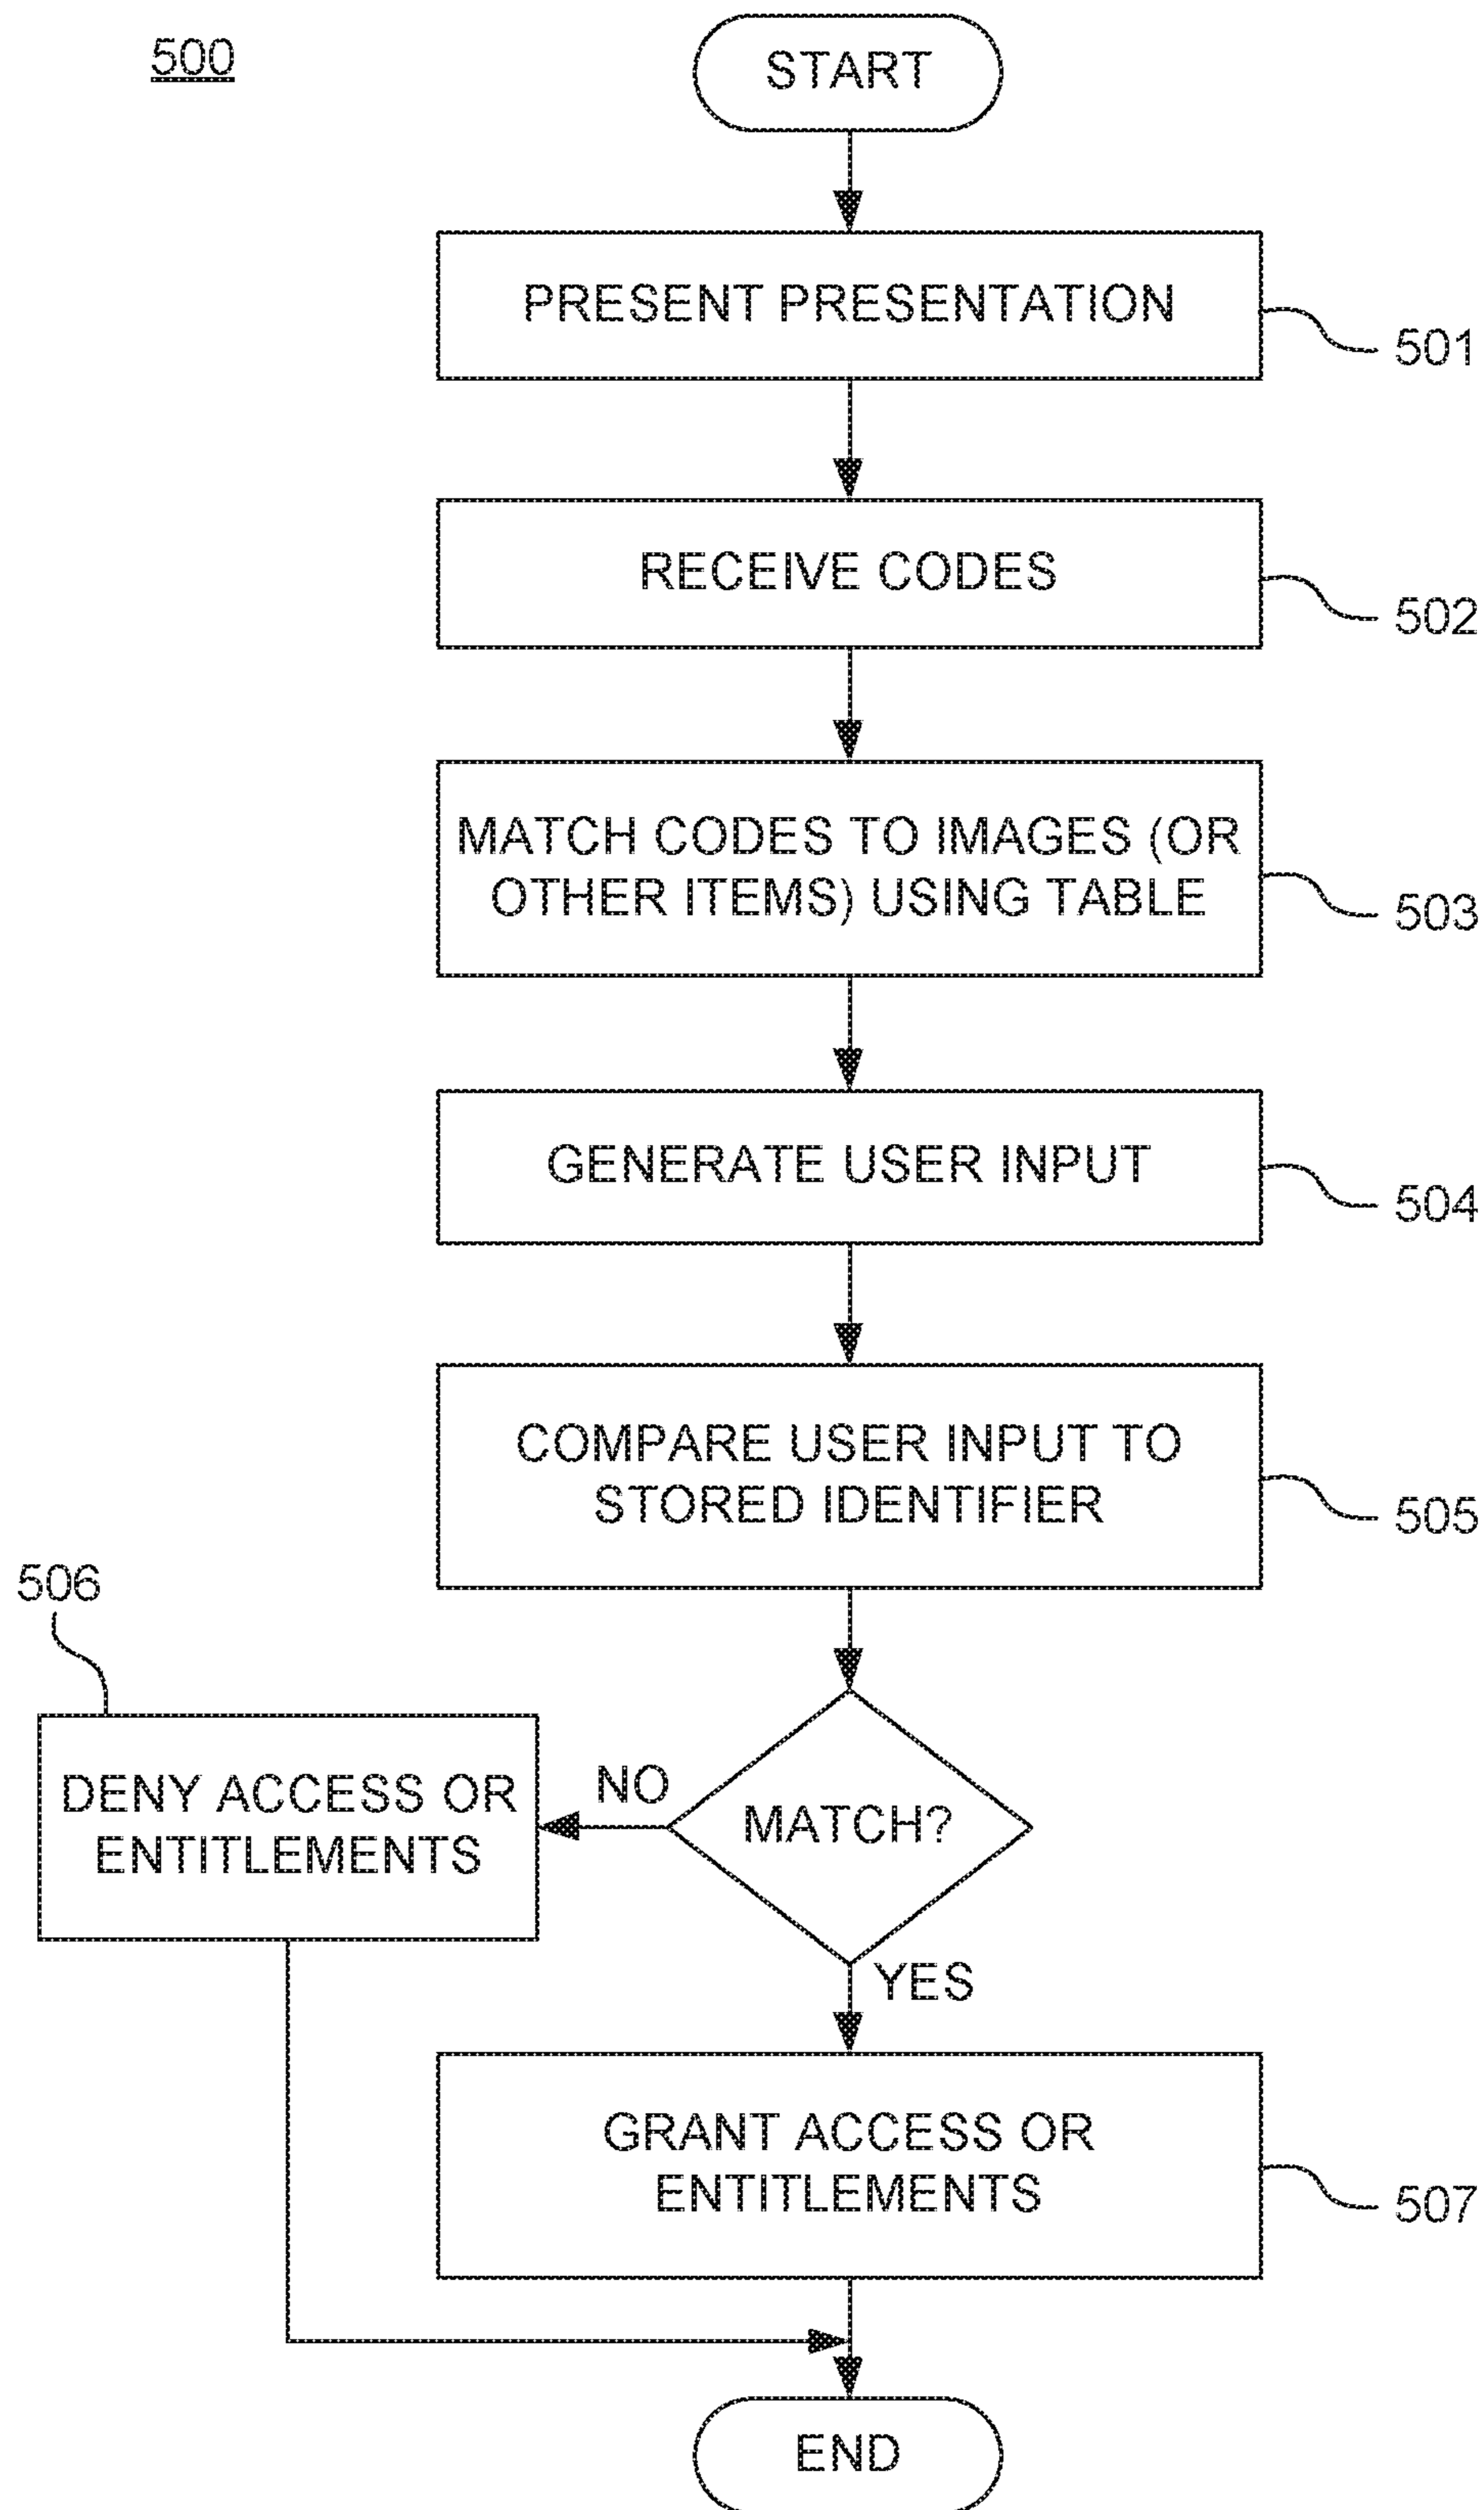 500
START
PRESENT PRESENTATION
501
RECEIVE CODES
502
MATCH CODES TO IMAGES (OR
OTHER ITEMS) USING TABLE
503
GENERATE USER INPUT
504
COMPARE USER INPUT TO
STORED IDENTIFIER
505
506
DENY ACCESS OR
ENTITLEMENTS
NO
MATCH?
YES
GRANT ACCESS OR
ENTITLEMENTS
507
END